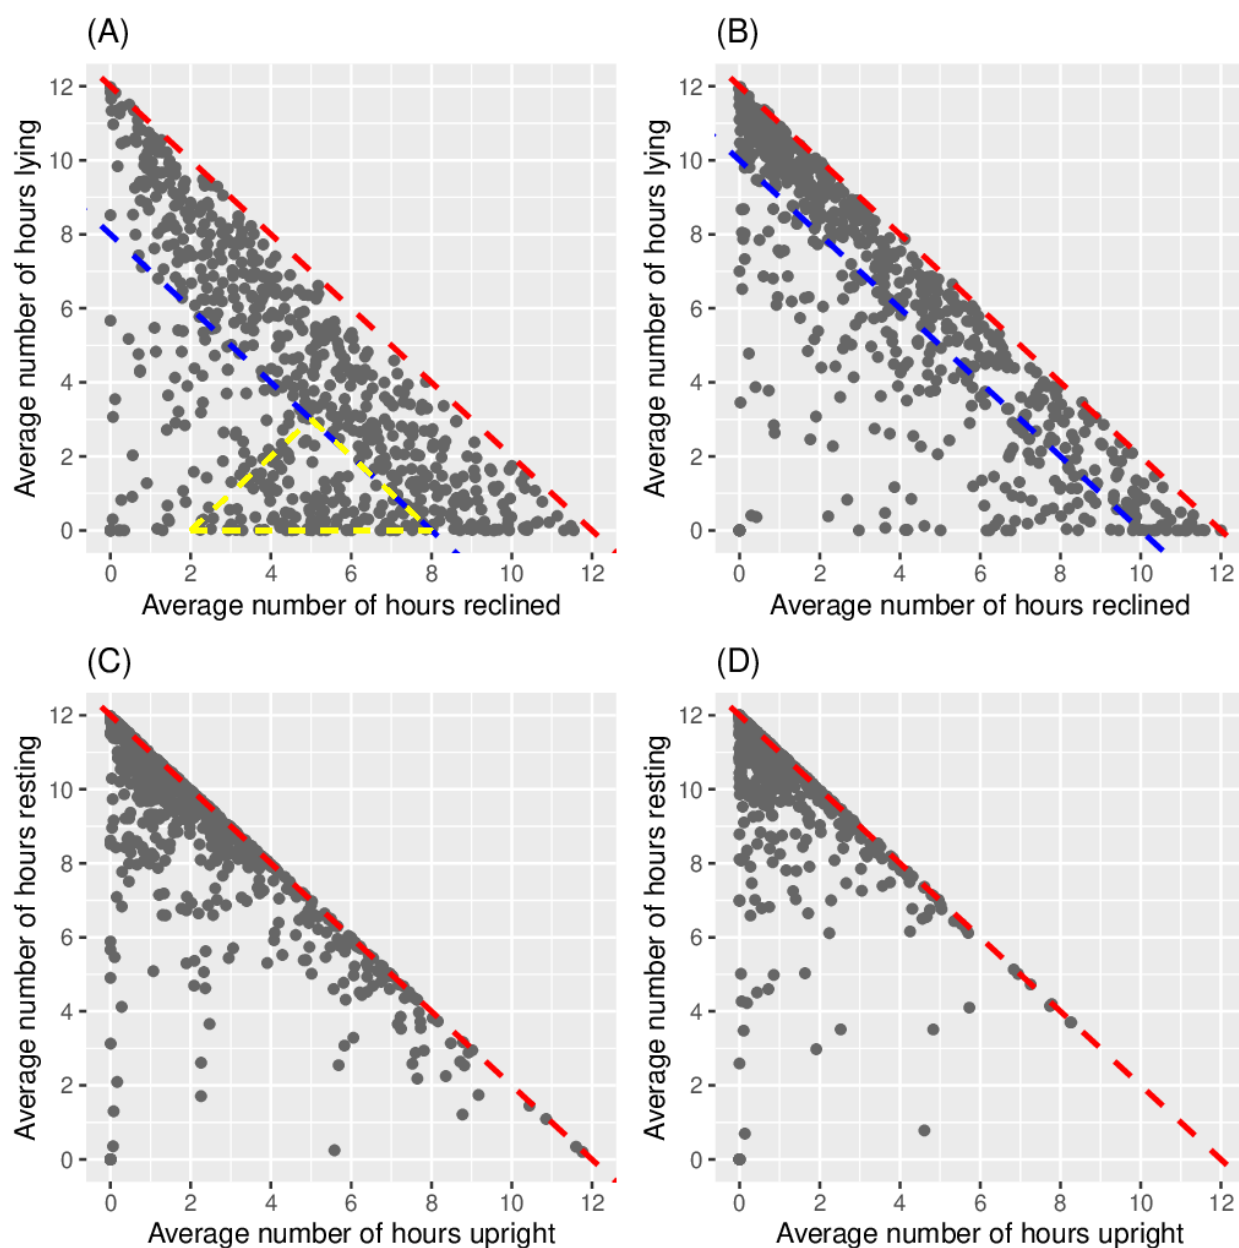 (A)
Average number of hours lying
12
10
8
6
4
2
0
0 2 4 6 8 10 12
Average number of hours reclined
(B)
Average number of hours lying
12
10
8
6
4
2
0
0 2 4 6 8 10 12
Average number of hours reclined
(C)
Average number of hours resting
12
10
8
6
4
2
0
0 2 4 6 8 10 12
Average number of hours upright
(D)
Average number of hours resting
12
10
8
6
4
2
0
0 2 4 6 8 10 12
Average number of hours upright